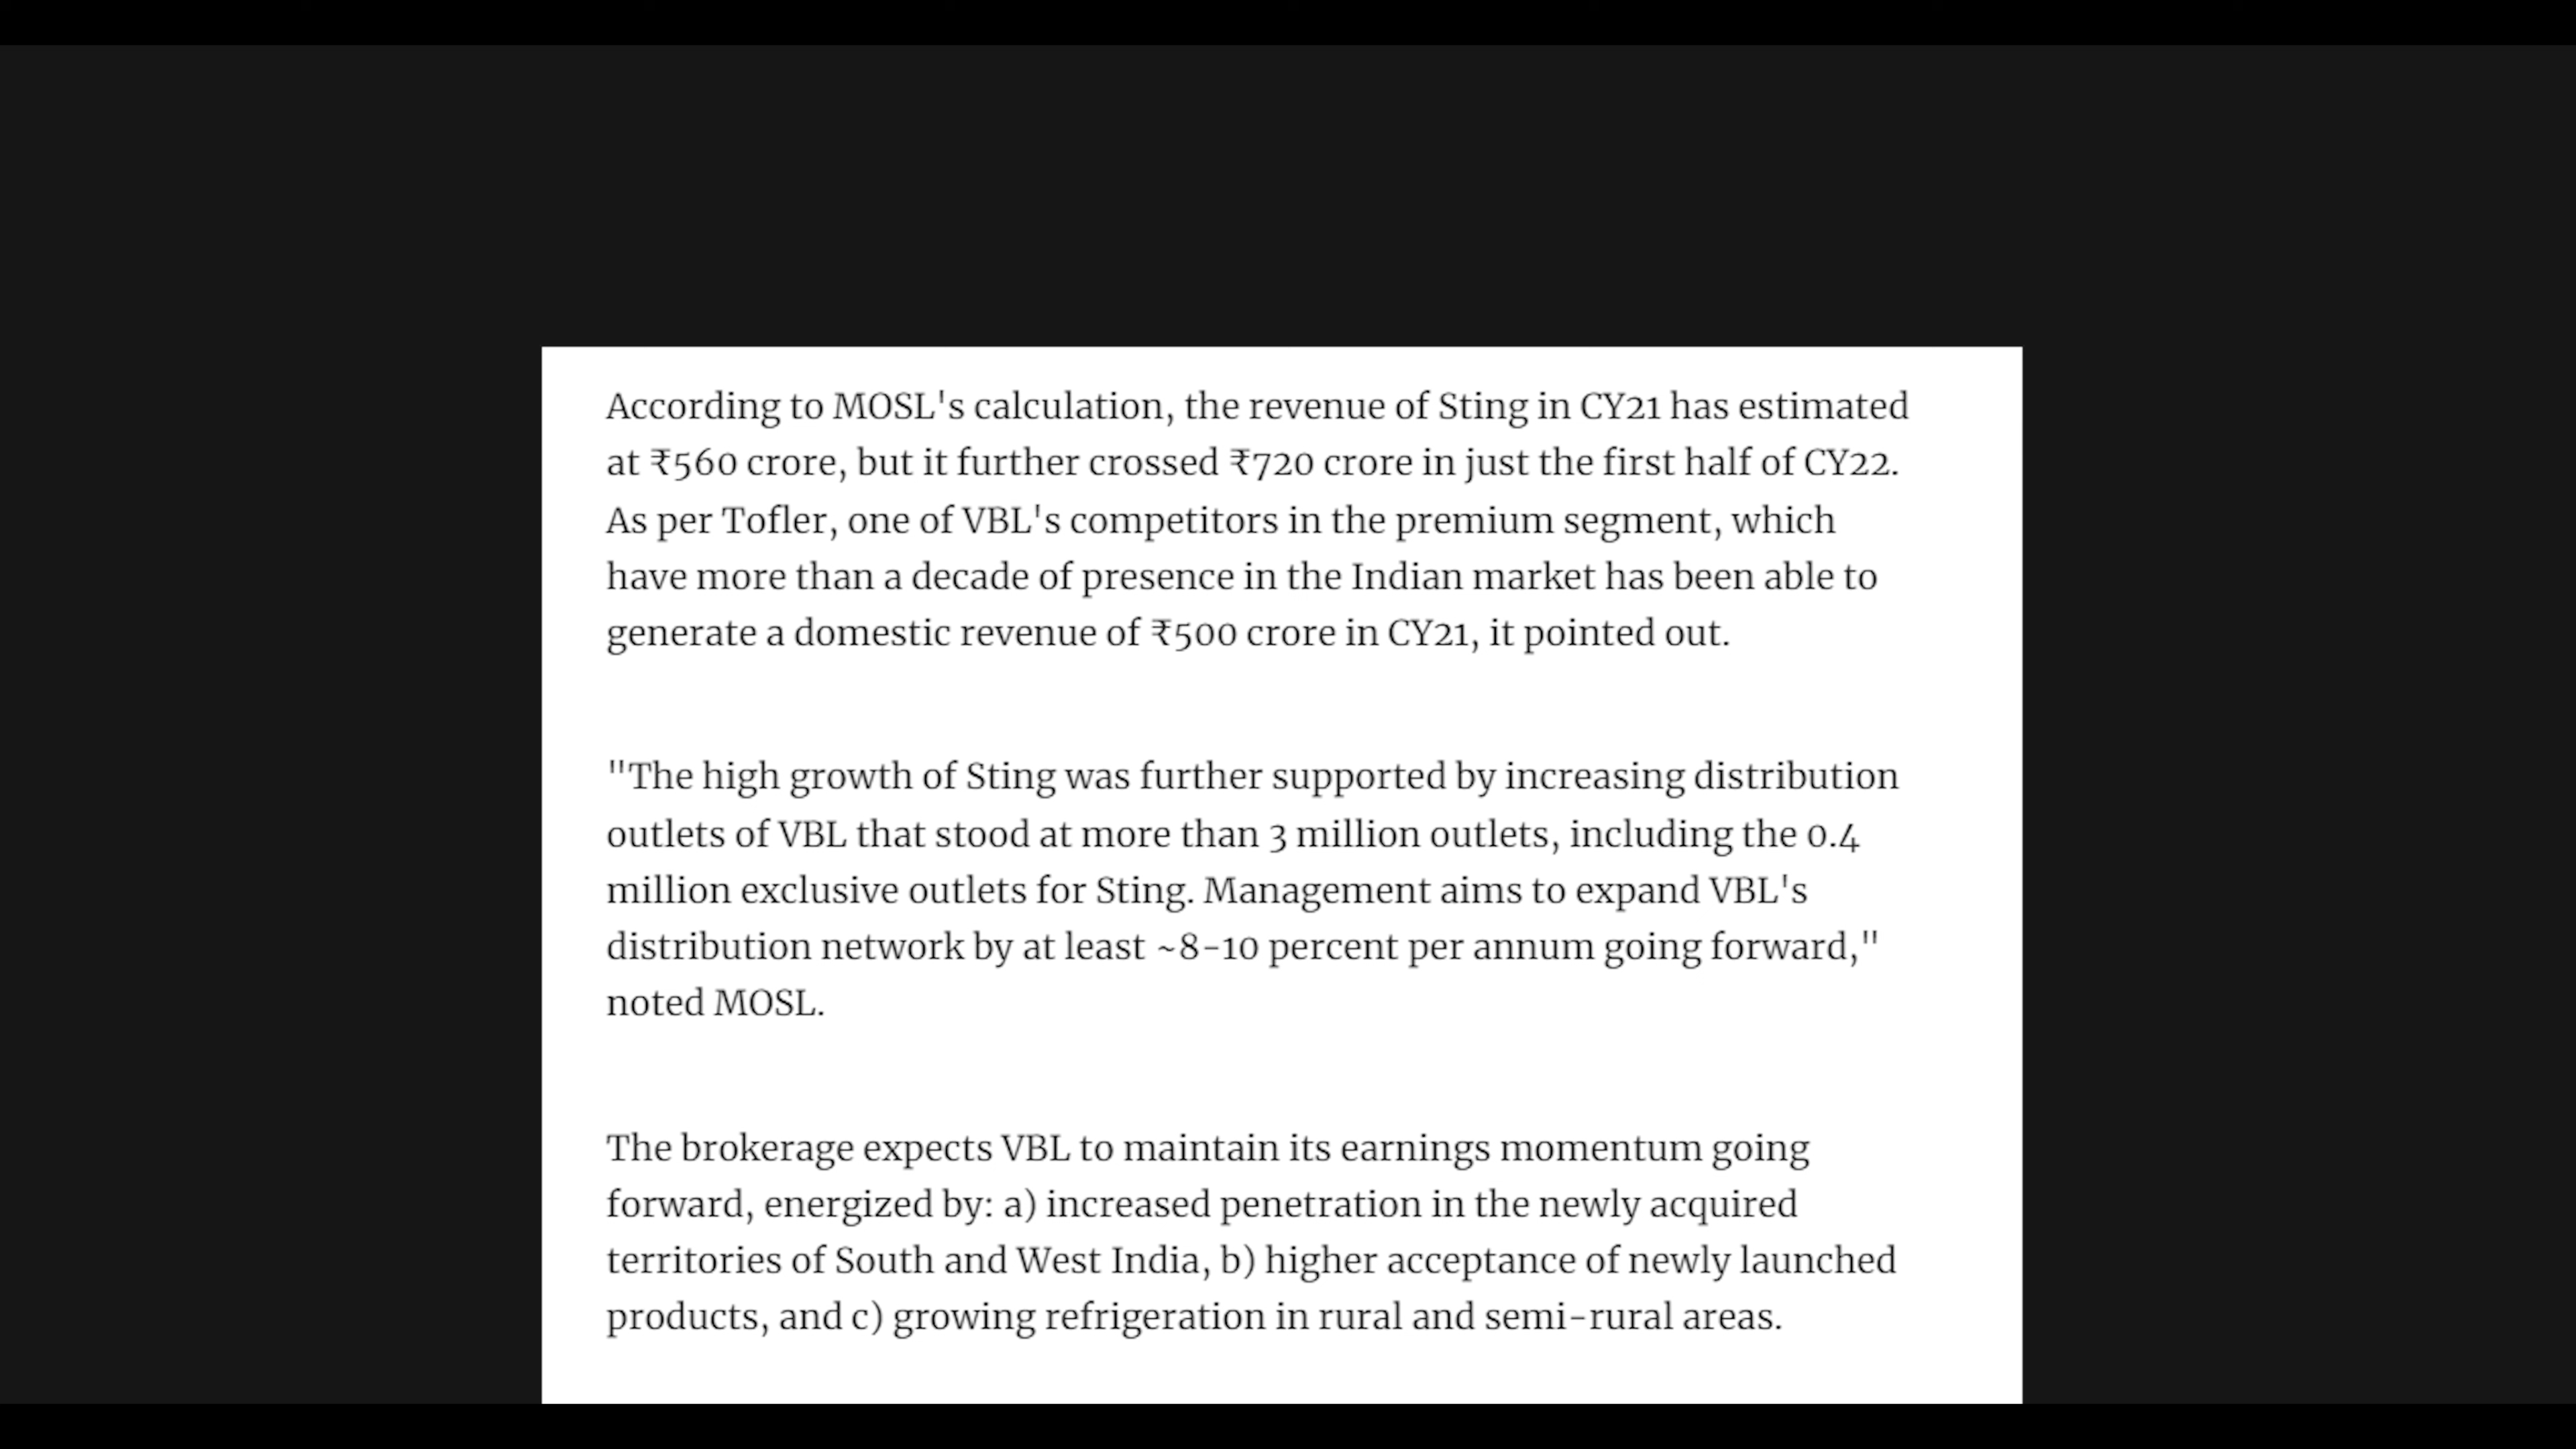 According to MOSL's calculation, the revenue of Sting in CY21 has estimated
at ₹560 crore, but it further crossed ₹720 crore in just the first half of CY22.
As per Tofler, one of VBL's competitors in the premium segment, which
have more than a decade of presence in the Indian market has been able to
generate a domestic revenue of ₹500 crore in CY21, it pointed out.
"The high growth of Sting was further supported by increasing distribution
outlets of VBL that stood at more than 3 million outlets, including the 0.4
million exclusive outlets for Sting. Management aims to expand VBL's
distribution network by at least ~8-10 percent per annum going forward,"
noted MOSL.
The brokerage expects VBL to maintain its earnings momentum going
forward, energized by: a) increased penetration in the newly acquired
territories of South and West India, b) higher acceptance of newly launched
products, and c) growing refrigeration in rural and semi-rural areas.